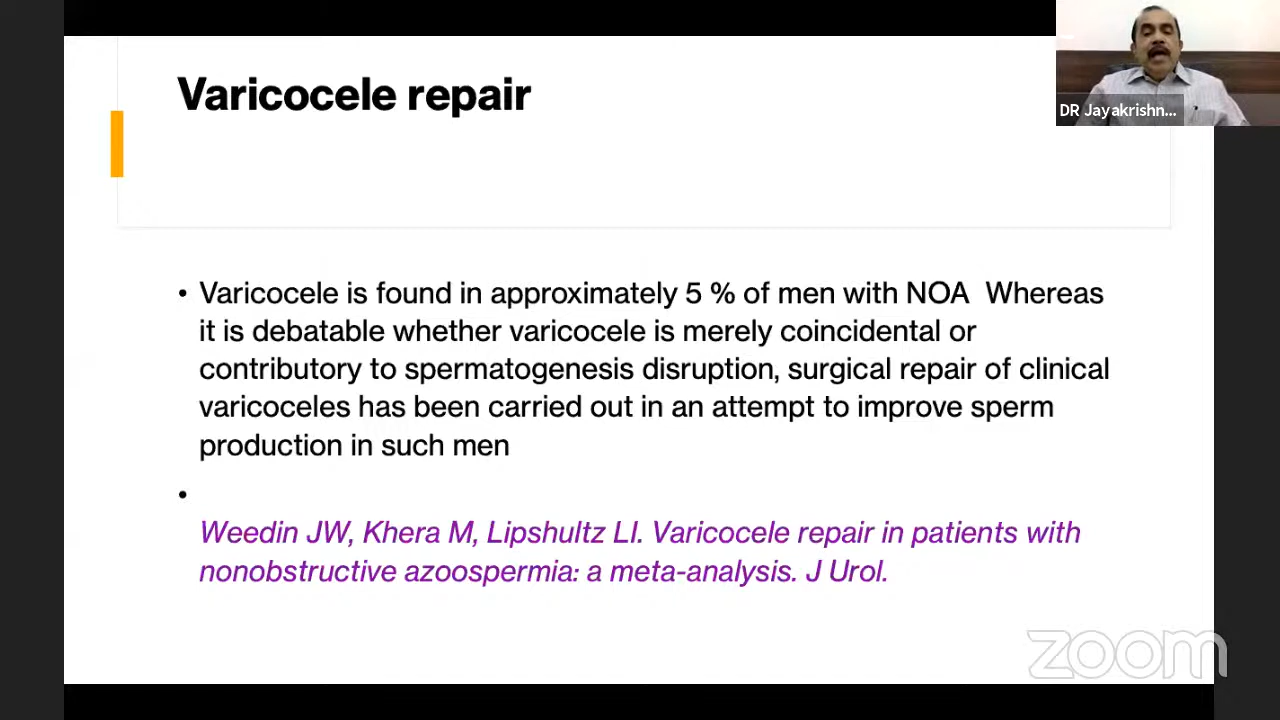 Varicocele repair
DR Jayakrishn...
• Varicocele is found in approximately 5 % of men with NOA Whereas
it is debatable whether varicocele is merely coincidental or
contributory to spermatogenesis disruption, surgical repair of clinical
varicoceles has been carried out in an attempt to improve sperm
production in such men
•
Weedin JW, Khera M, Lipshultz LI. Varicocele repair in patients with
nonobstructive azoospermia: a meta-analysis. J Urol.
zoom